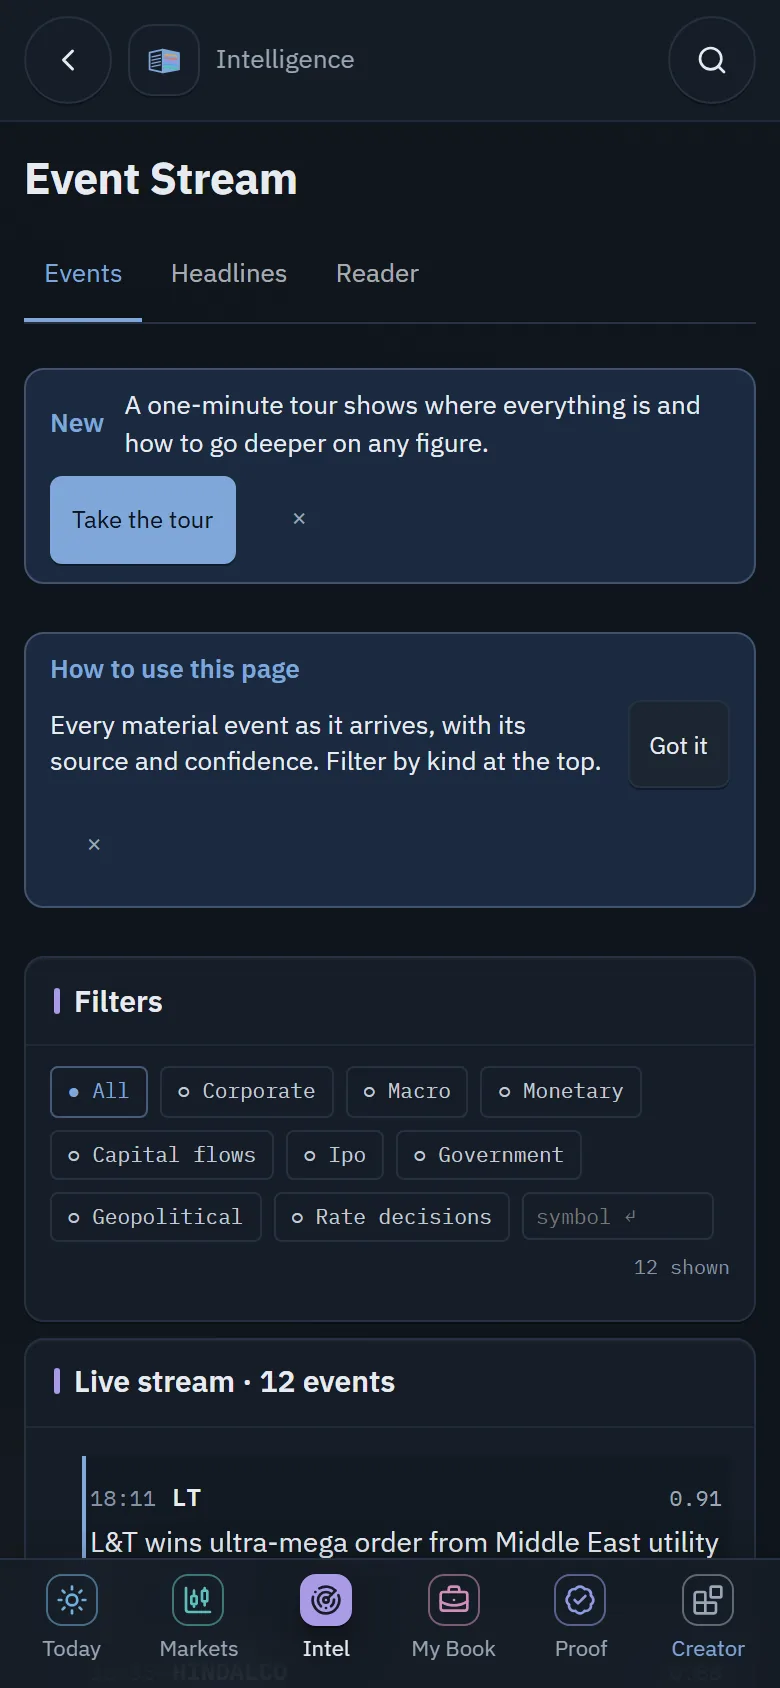 Intelligence
Event Stream
Events Headlines Reader
New
A one-minute tour shows where everything is and
how to go deeper on any figure.
Take the tour ×
How to use this page
Every material event as it arrives, with its
source and confidence. Filter by kind at the top.
Got it
×
Filters
All Corporate Macro Monetary
Capital flows Ipo Government
Geopolitical Rate decisions symbol ↵
12 shown
Live stream · 12 events
18:11 LT 0.91
L&T wins ultra-mega order from Middle East utility
Today Markets Intel My Book Proof Creator
HINDALCO